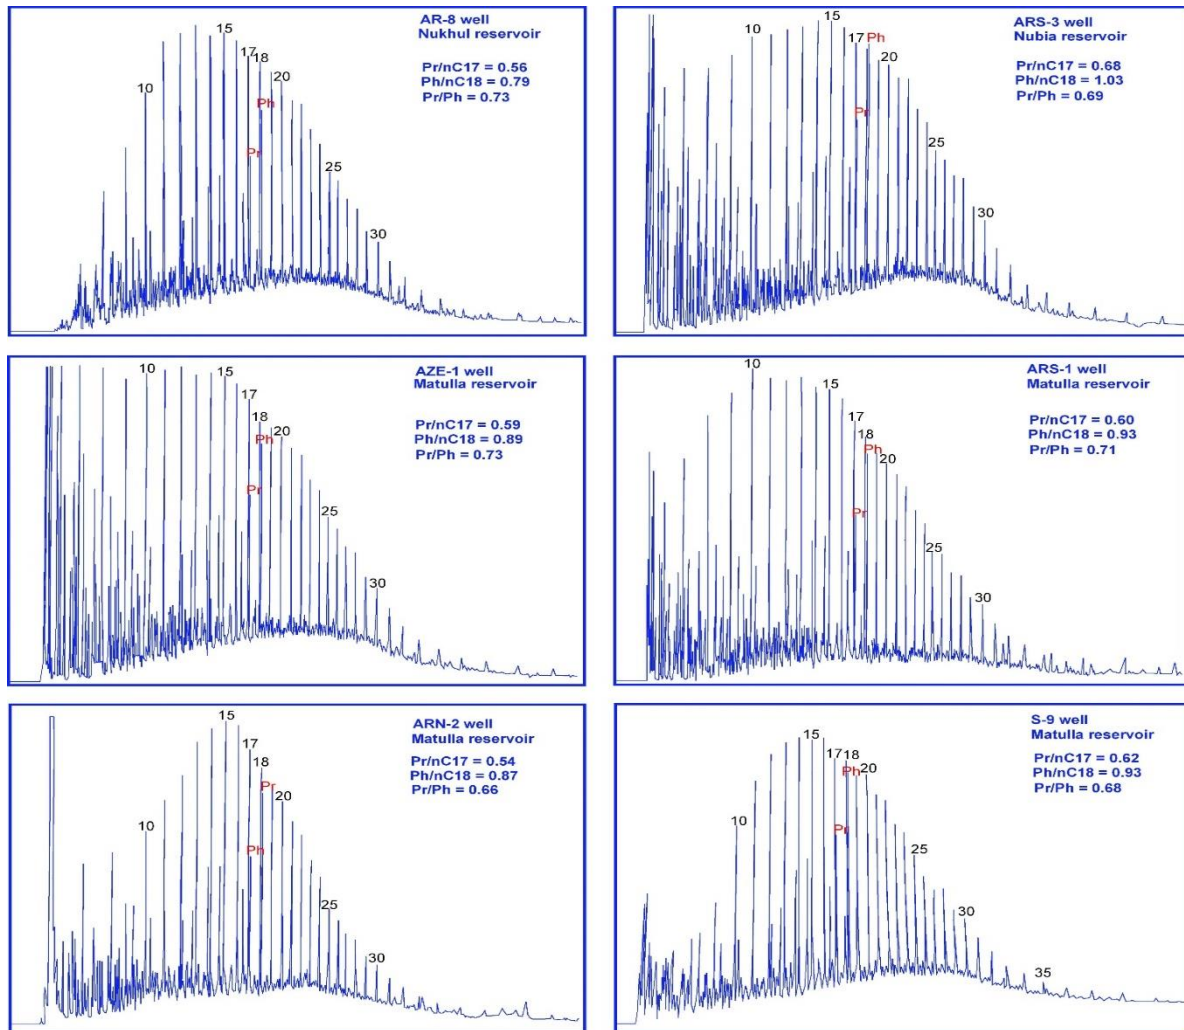 AR-8 well
Nukhul reservoir
Pr/nC17 = 0.56
Ph/nC18 = 0.79
Pr/Ph = 0.73
10
15
17
18
20
Ph
Pr
25
30
ARS-3 well
Nubia reservoir
Pr/nC17 = 0.68
Ph/nC18 = 1.03
Pr/Ph = 0.69
10
15
17
Ph
20
Pr
25
30
AZE-1 well
Matulla reservoir
Pr/nC17 = 0.59
Ph/nC18 = 0.89
Pr/Ph = 0.73
10
15
17
18
Ph
20
Pr
25
30
ARS-1 well
Matulla reservoir
Pr/nC17 = 0.60
Ph/nC18 = 0.93
Pr/Ph = 0.71
10
15
17
18
Ph
20
Pr
25
30
ARN-2 well
Matulla reservoir
Pr/nC17 = 0.54
Ph/nC18 = 0.87
Pr/Ph = 0.66
10
15
17
18
Pr
20
Ph
25
30
S-9 well
Matulla reservoir
Pr/nC17 = 0.62
Ph/nC18 = 0.93
Pr/Ph = 0.68
10
15
17
18
Ph
20
Pr
25
30
35